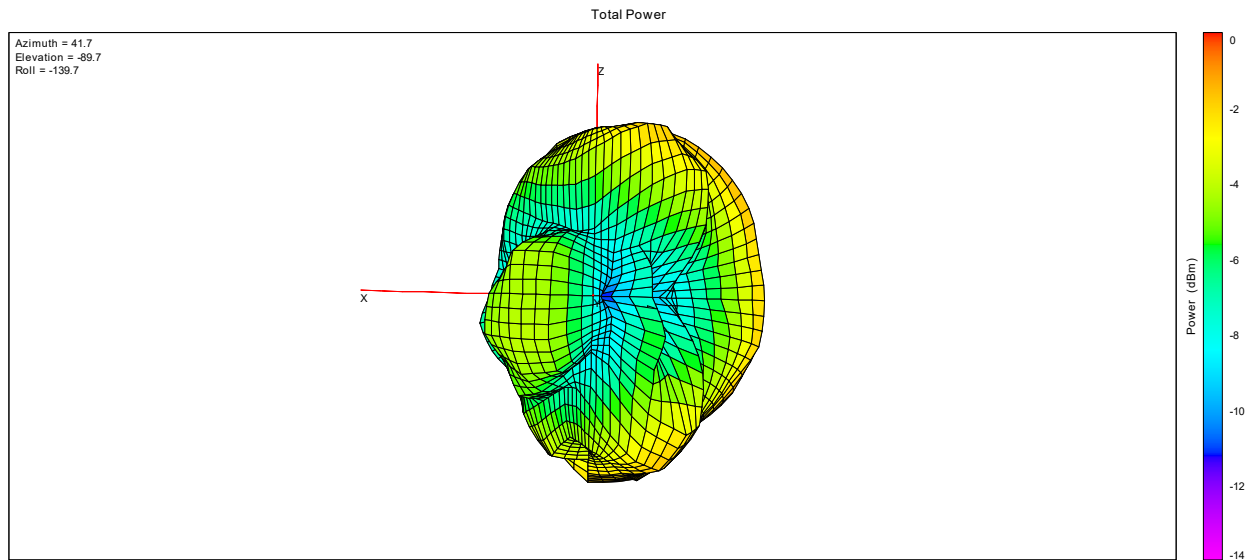 Total Power
Azimuth = 41.7
Elevation = -89.7
Roll = -139.7
Z
X
Power (dBm)
0
-2
-4
-6
-8
-10
-12
-14